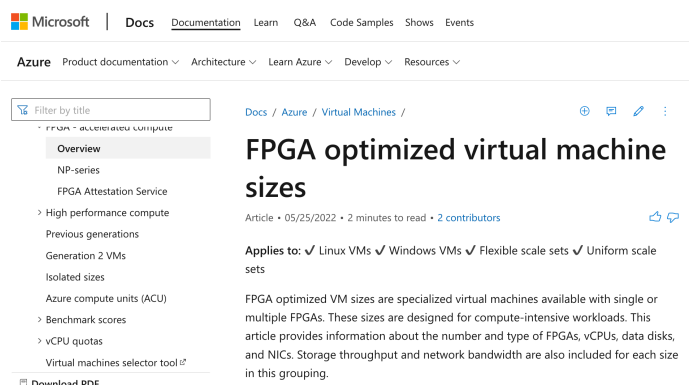 Microsoft Docs Documentation Learn Q&A Code Samples Shows Events
Azure Product documentation Architecture Learn Azure Develop Resources
Filter by title
FPGA - accelerated compute
Overview
NP-series
FPGA Attestation Service
High performance compute
Previous generations
Generation 2 VMs
Isolated sizes
Azure compute units (ACU)
Benchmark scores
vCPU quotas
Virtual machines selector tool
Download PDF
Docs / Azure / Virtual Machines /
FPGA optimized virtual machine
sizes
Article • 05/25/2022 • 2 minutes to read • 2 contributors
Applies to: ✔ Linux VMs ✔ Windows VMs ✔ Flexible scale sets ✔ Uniform scale
sets
FPGA optimized VM sizes are specialized virtual machines available with single or
multiple FPGAs. These sizes are designed for compute-intensive workloads. This
article provides information about the number and type of FPGAs, vCPUs, data disks,
and NICs. Storage throughput and network bandwidth are also included for each size
in this grouping.